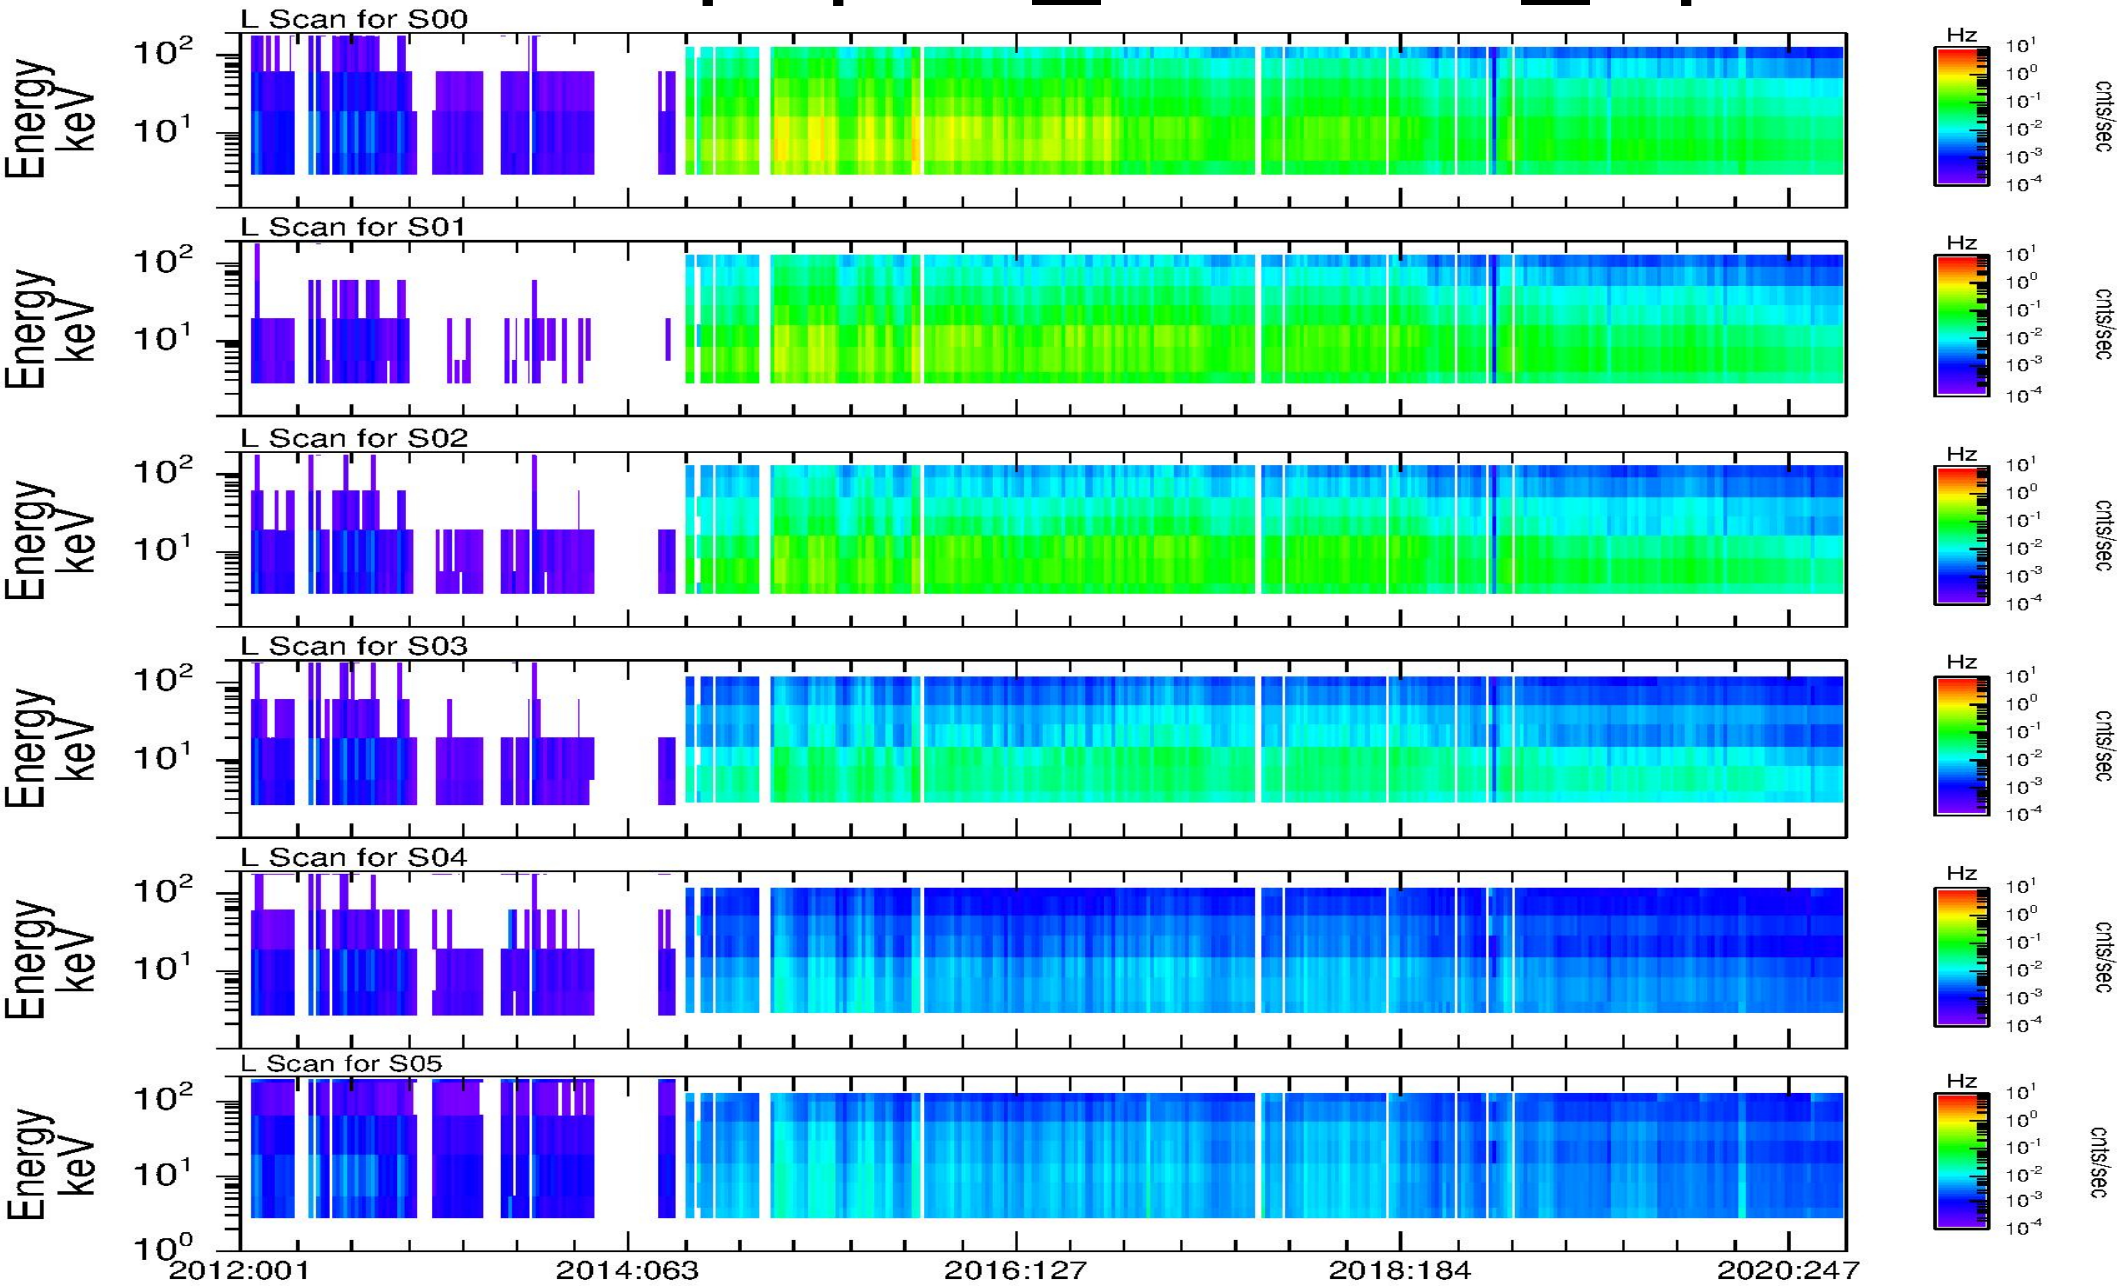 L Scan for S00
10²
10¹
Energy
keV
Hz
10¹
10⁰
10⁻¹
10⁻²
10⁻³
10⁻⁴
cnts/sec
L Scan for S01
10²
10¹
Energy
keV
Hz
10¹
10⁰
10⁻¹
10⁻²
10⁻³
10⁻⁴
cnts/sec
L Scan for S02
10²
10¹
Energy
keV
Hz
10¹
10⁰
10⁻¹
10⁻²
10⁻³
10⁻⁴
cnts/sec
L Scan for S03
10²
10¹
Energy
keV
Hz
10¹
10⁰
10⁻¹
10⁻²
10⁻³
10⁻⁴
cnts/sec
L Scan for S04
10²
10¹
Energy
keV
Hz
10¹
10⁰
10⁻¹
10⁻²
10⁻³
10⁻⁴
cnts/sec
L Scan for S05
10²
10¹
10⁰
Energy
keV
Hz
10¹
10⁰
10⁻¹
10⁻²
10⁻³
10⁻⁴
cnts/sec
2012:001 2014:063 2016:127 2018:184 2020:247